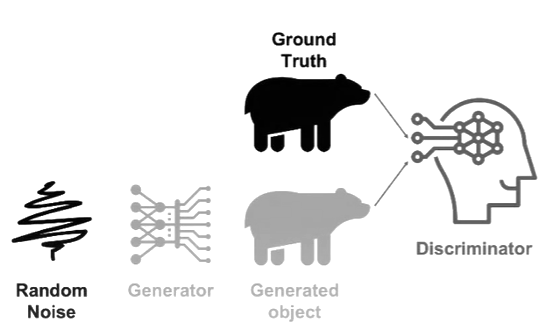 Ground
Truth
Discriminator
Random
Noise
Generator
Generated
object